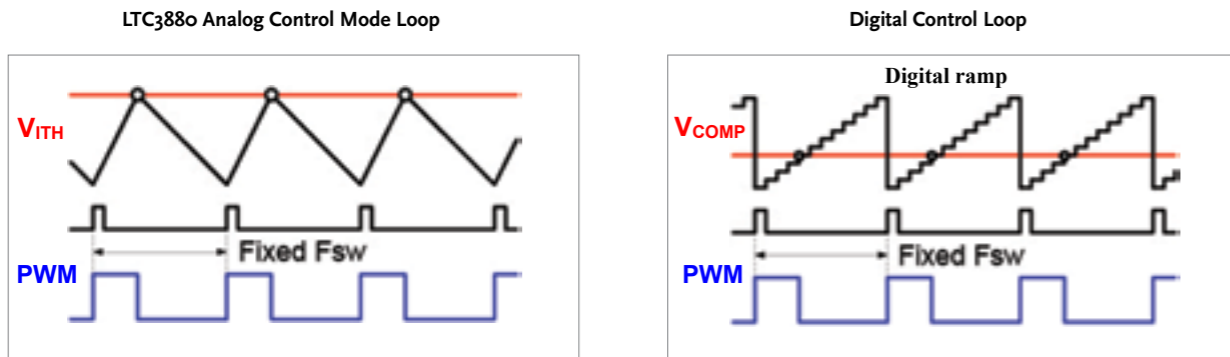 LTC3880 Analog Control Mode Loop
VITH
Fixed Fsw
PWM
Digital Control Loop
Digital ramp
VCOMP
Fixed Fsw
PWM